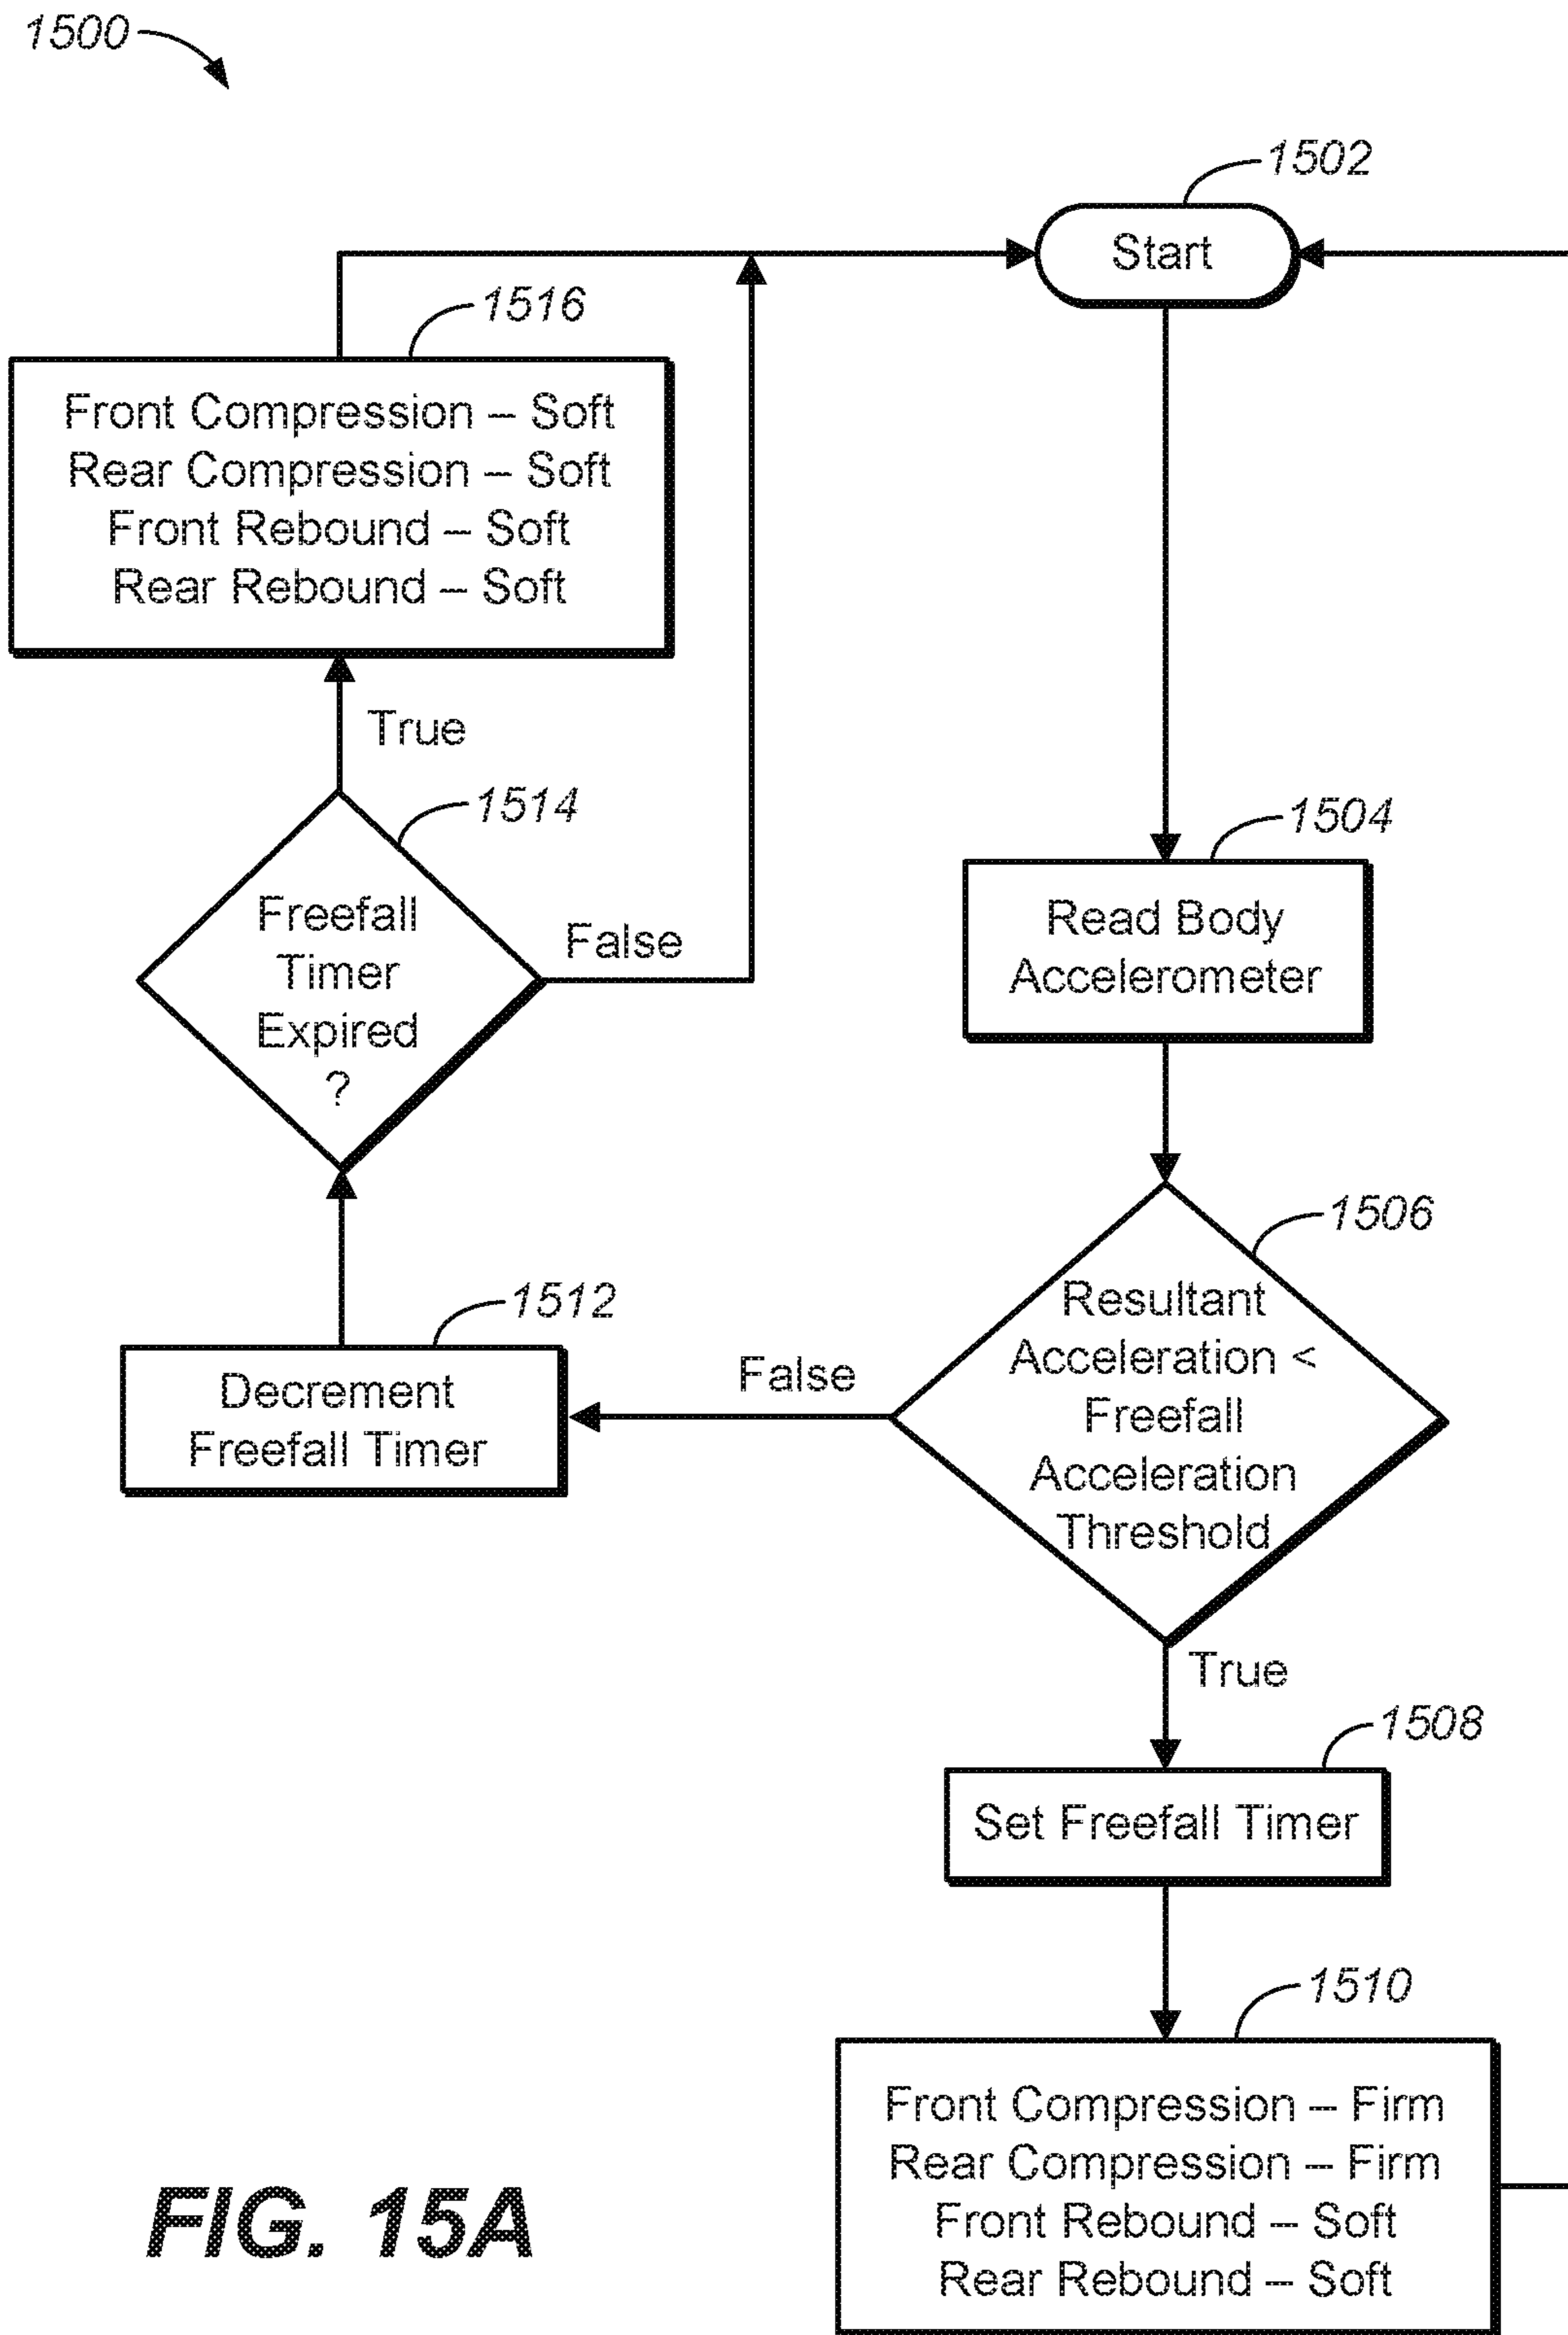 1500
1502
Start
1516
Front Compression – Soft
Rear Compression – Soft
Front Rebound – Soft
Rear Rebound – Soft
True
1514
Freefall
Timer
Expired
?
False
1504
Read Body
Accelerometer
1506
Resultant
Acceleration <
Freefall
Acceleration
Threshold
False
1512
Decrement
Freefall Timer
True
1508
Set Freefall Timer
1510
Front Compression – Firm
Rear Compression – Firm
Front Rebound – Soft
Rear Rebound – Soft
FIG. 15A